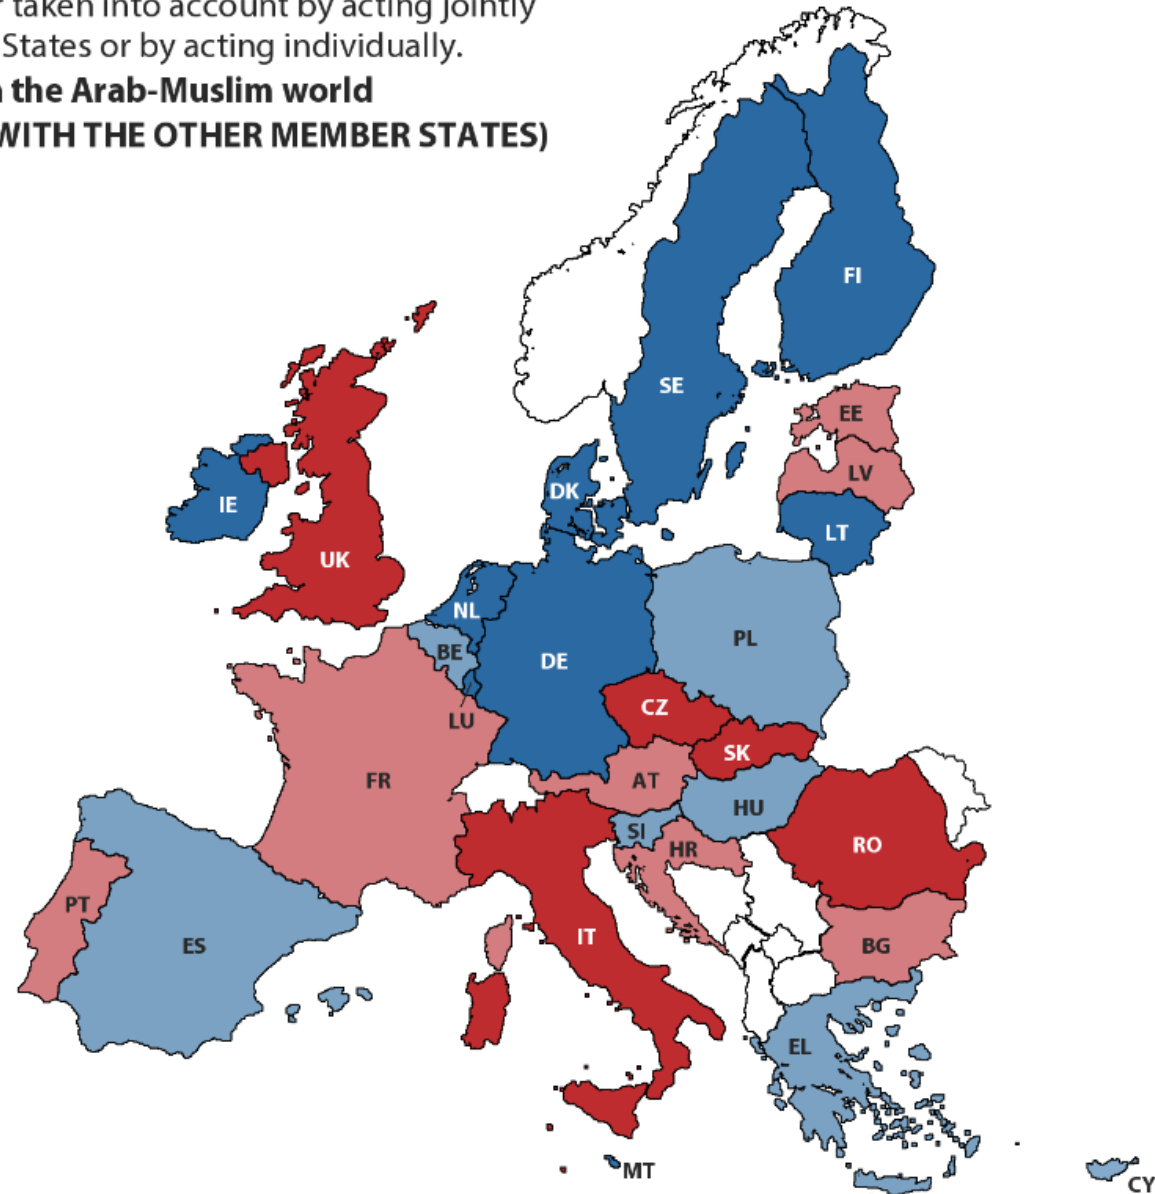 taken into account by acting jointly
States or by acting individually.
the Arab-Muslim world
WITH THE OTHER MEMBER STATES)
FI
SE
EE
LV
DK
IE
LT
UK
NL
PL
BE
DE
CZ
LU
SK
FR
AT
HU
SI
RO
HR
PT
IT
ES
BG
EL
MT
CY